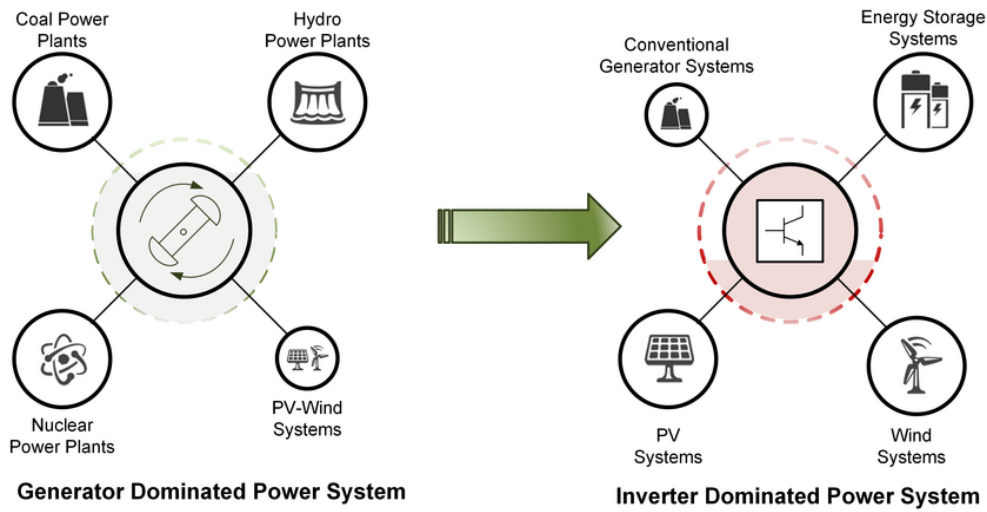 Coal Power
Plants
Hydro
Power Plants
Nuclear
Power Plants
PV-Wind
Systems
Generator Dominated Power System
Conventional
Generator Systems
Energy Storage
Systems
PV
Systems
Wind
Systems
Inverter Dominated Power System